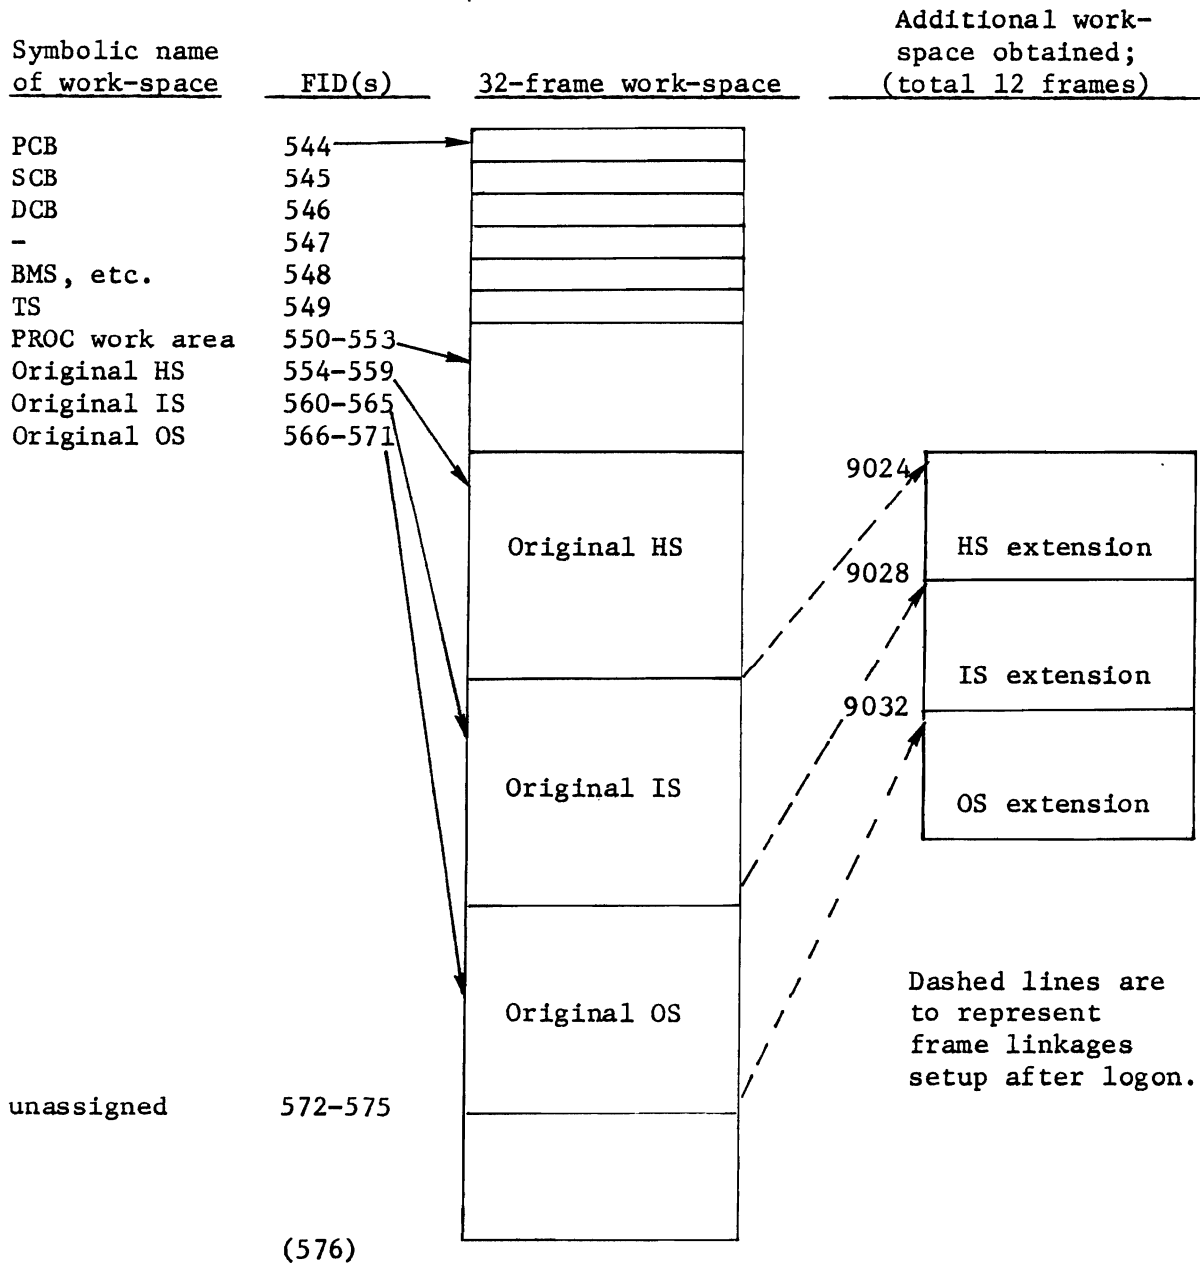 Symbolic name
of work-space
FID(s)
32-frame work-space
Additional work-
space obtained;
(total 12 frames)
PCB 544
SCB 545
DCB 546
- 547
BMS, etc. 548
TS 549
PROC work area 550-553
Original HS 554-559
Original IS 560-565
Original OS 566-571
Original HS
Original IS
Original OS
9024
HS extension
9028
IS extension
9032
OS extension
Dashed lines are
to represent
frame linkages
setup after logon.
unassigned 572-575
(576)